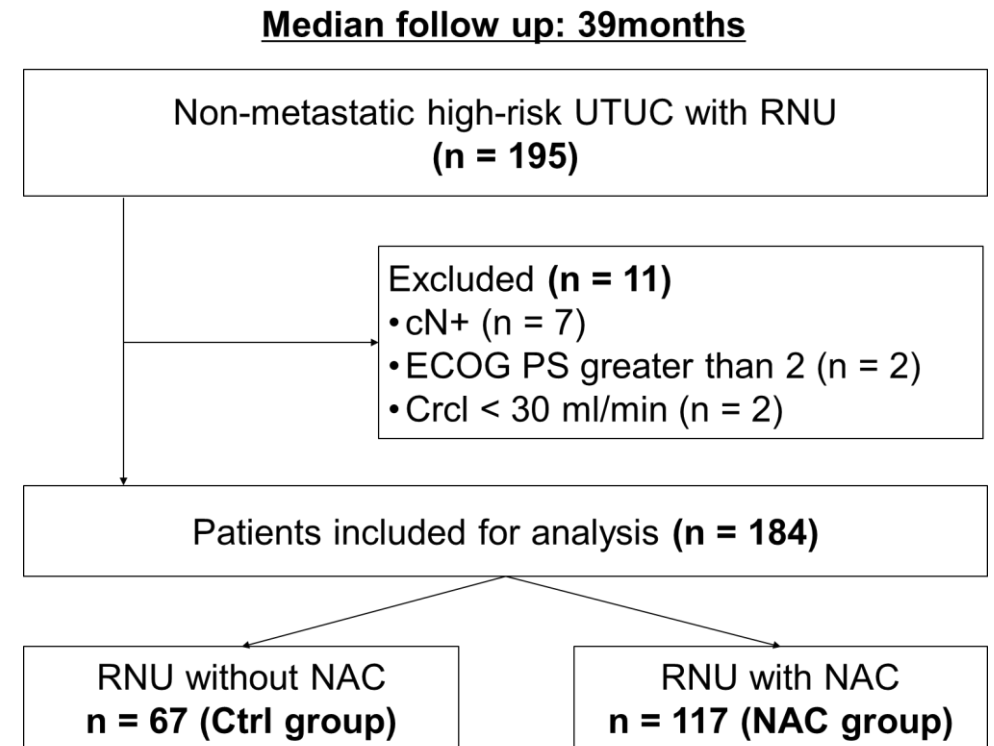 Median follow up: 39months
Non-metastatic high-risk UTUC with RNU
(n = 195)
Excluded (n = 11)
•cN+ (n = 7)
•ECOG PS greater than 2 (n = 2)
•Crcl < 30 ml/min (n = 2)
Patients included for analysis (n = 184)
RNU without NAC
n = 67 (Ctrl group)
RNU with NAC
n = 117 (NAC group)